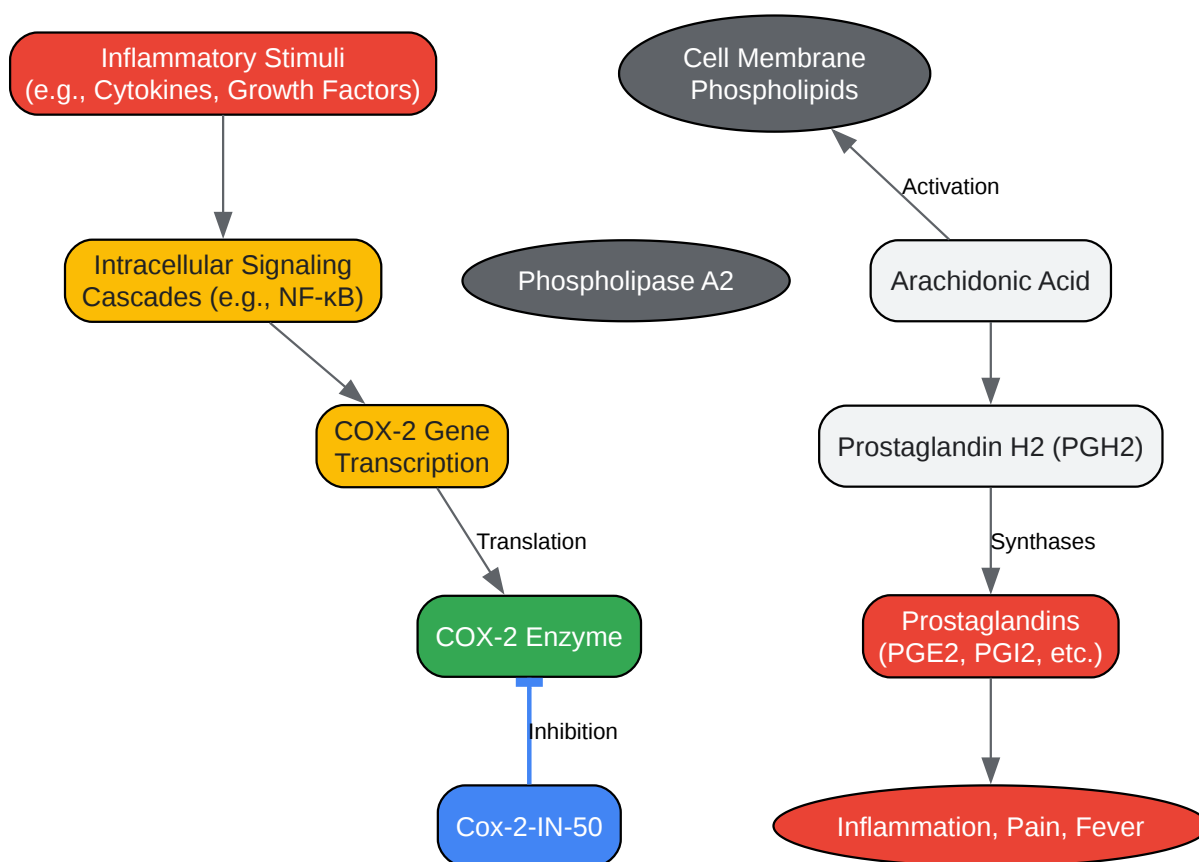 Inflammatory Stimuli
(e.g., Cytokines, Growth Factors)
Cell Membrane
Phospholipids
Activation
Intracellular Signaling
Cascades (e.g., NF-κB)
Phospholipase A2
Arachidonic Acid
COX-2 Gene
Transcription
Prostaglandin H2 (PGH2)
Translation
Synthases
COX-2 Enzyme
Prostaglandins
(PGE2, PGI2, etc.)
Inhibition
Cox-2-IN-50
Inflammation, Pain, Fever